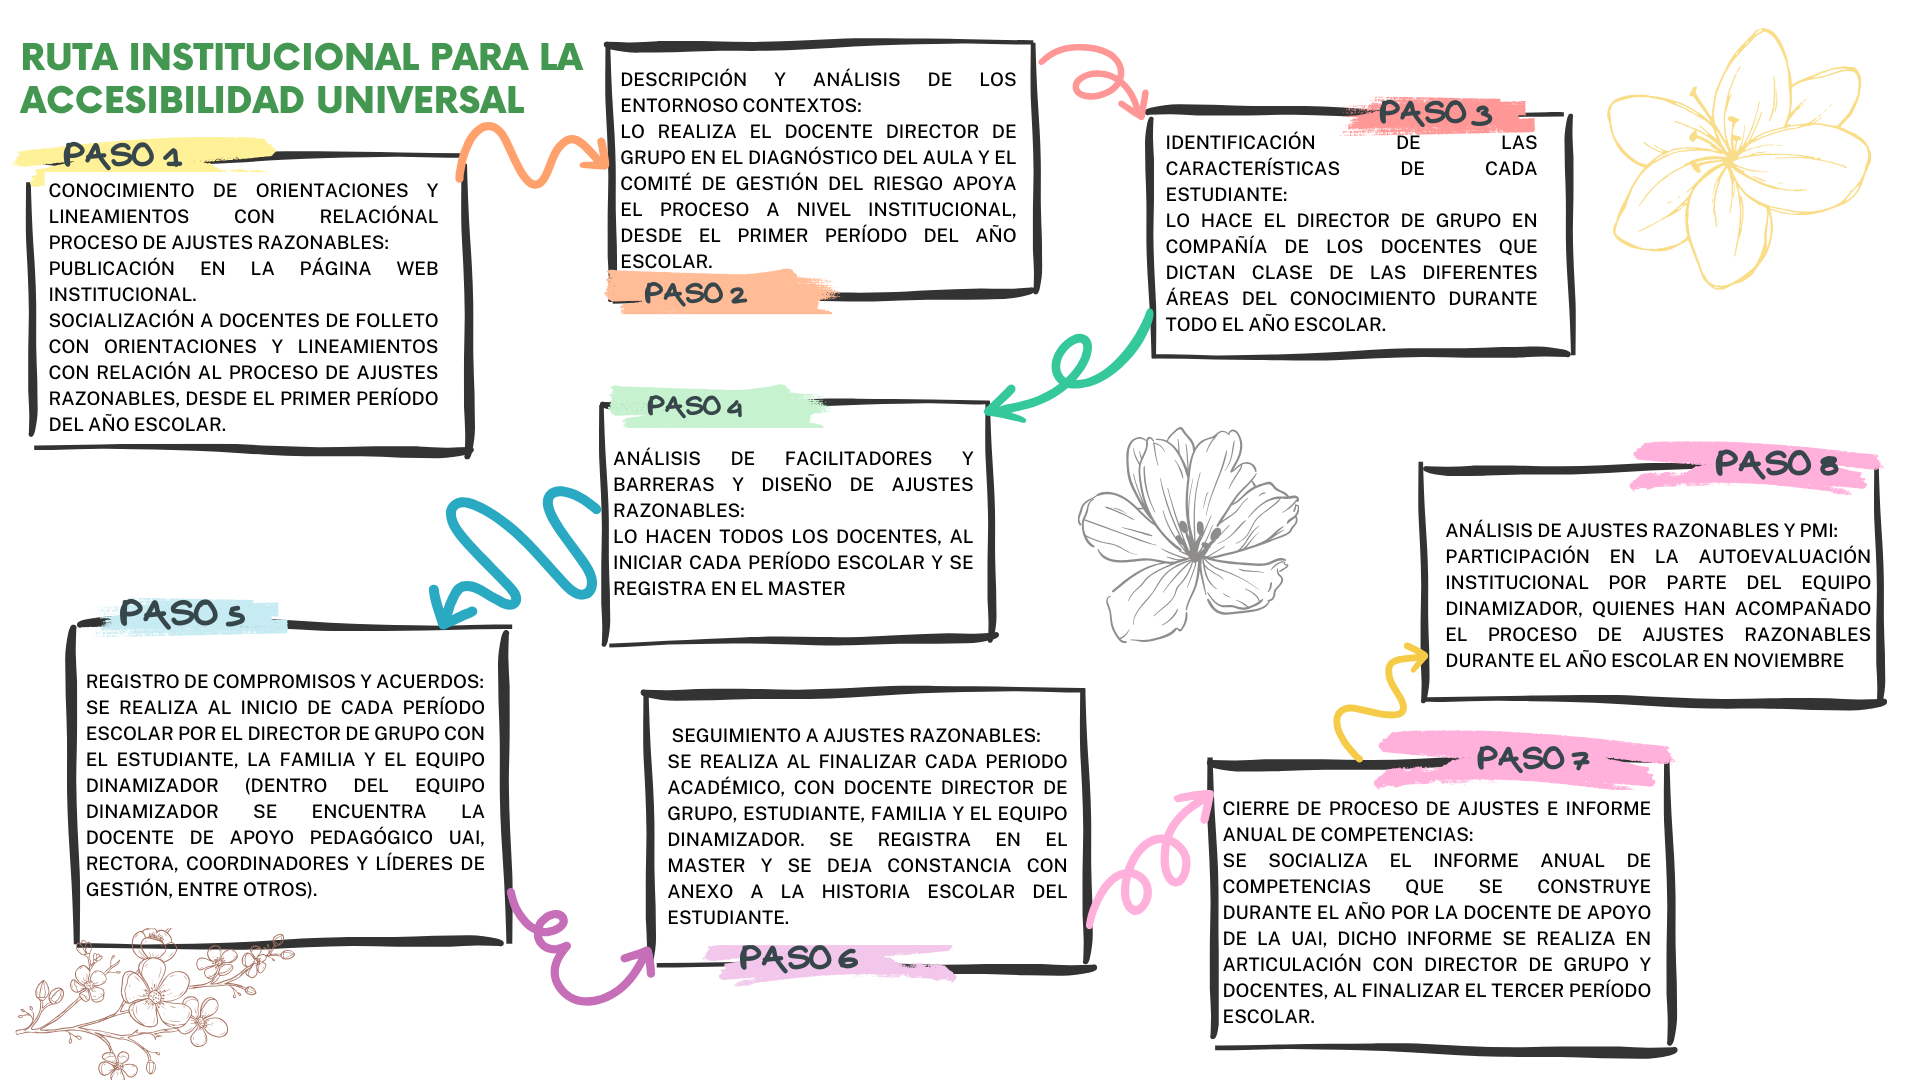 RUTA INSTITUCIONAL PARA LA
ACCESIBILIDAD UNIVERSAL
PASO 1
CONOCIMIENTO DE ORIENTACIONES Y
LINEAMIENTOS CON RELACIÓNAL
PROCESO DE AJUSTES RAZONABLES:
PUBLICACIÓN EN LA PÁGINA WEB
INSTITUCIONAL.
SOCIALIZACIÓN A DOCENTES DE FOLLETO
CON ORIENTACIONES Y LINEAMIENTOS
CON RELACIÓN AL PROCESO DE AJUSTES
RAZONABLES, DESDE EL PRIMER PERÍODO
DEL AÑO ESCOLAR.
DESCRIPCIÓN Y ANÁLISIS DE LOS
ENTORNOSO CONTEXTOS:
LO REALIZA EL DOCENTE DIRECTOR DE
GRUPO EN EL DIAGNÓSTICO DEL AULA Y EL
COMITÉ DE GESTIÓN DEL RIESGO APOYA
EL PROCESO A NIVEL INSTITUCIONAL,
DESDE EL PRIMER PERÍODO DEL AÑO
ESCOLAR.
PASO 2
PASO 3
IDENTIFICACIÓN DE LAS
CARACTERÍSTICAS DE CADA
ESTUDIANTE:
LO HACE EL DIRECTOR DE GRUPO EN
COMPAÑÍA DE LOS DOCENTES QUE
DICTAN CLASE DE LAS DIFERENTES
ÁREAS DEL CONOCIMIENTO DURANTE
TODO EL AÑO ESCOLAR.
PASO 4
ANÁLISIS DE FACILITADORES Y
BARRERAS Y DISEÑO DE AJUSTES
RAZONABLES:
LO HACEN TODOS LOS DOCENTES, AL
INICIAR CADA PERÍODO ESCOLAR Y SE
REGISTRA EN EL MASTER
PASO 5
REGISTRO DE COMPROMISOS Y ACUERDOS:
SE REALIZA AL INICIO DE CADA PERÍODO
ESCOLAR POR EL DIRECTOR DE GRUPO CON
EL ESTUDIANTE, LA FAMILIA Y EL EQUIPO
DINAMIZADOR (DENTRO DEL EQUIPO
DINAMIZADOR SE ENCUENTRA LA
DOCENTE DE APOYO PEDAGÓGICO UAI,
RECTORA, COORDINADORES Y LÍDERES DE
GESTIÓN, ENTRE OTROS).
SEGUIMIENTO A AJUSTES RAZONABLES:
SE REALIZA AL FINALIZAR CADA PERIODO
ACADÉMICO, CON DOCENTE DIRECTOR DE
GRUPO, ESTUDIANTE, FAMILIA Y EL EQUIPO
DINAMIZADOR. SE REGISTRA EN EL
MASTER Y SE DEJA CONSTANCIA CON
ANEXO A LA HISTORIA ESCOLAR DEL
ESTUDIANTE.
PASO 6
PASO 7
CIERRE DE PROCESO DE AJUSTES E INFORME
ANUAL DE COMPETENCIAS:
SE SOCIALIZA EL INFORME ANUAL DE
COMPETENCIAS QUE SE CONSTRUYE
DURANTE EL AÑO POR LA DOCENTE DE APOYO
DE LA UAI, DICHO INFORME SE REALIZA EN
ARTICULACIÓN CON DIRECTOR DE GRUPO Y
DOCENTES, AL FINALIZAR EL TERCER PERÍODO
ESCOLAR.
PASO 8
ANÁLISIS DE AJUSTES RAZONABLES Y PMI:
PARTICIPACIÓN EN LA AUTOEVALUACIÓN
INSTITUCIONAL POR PARTE DEL EQUIPO
DINAMIZADOR, QUIENES HAN ACOMPAÑADO
EL PROCESO DE AJUSTES RAZONABLES
DURANTE EL AÑO ESCOLAR EN NOVIEMBRE